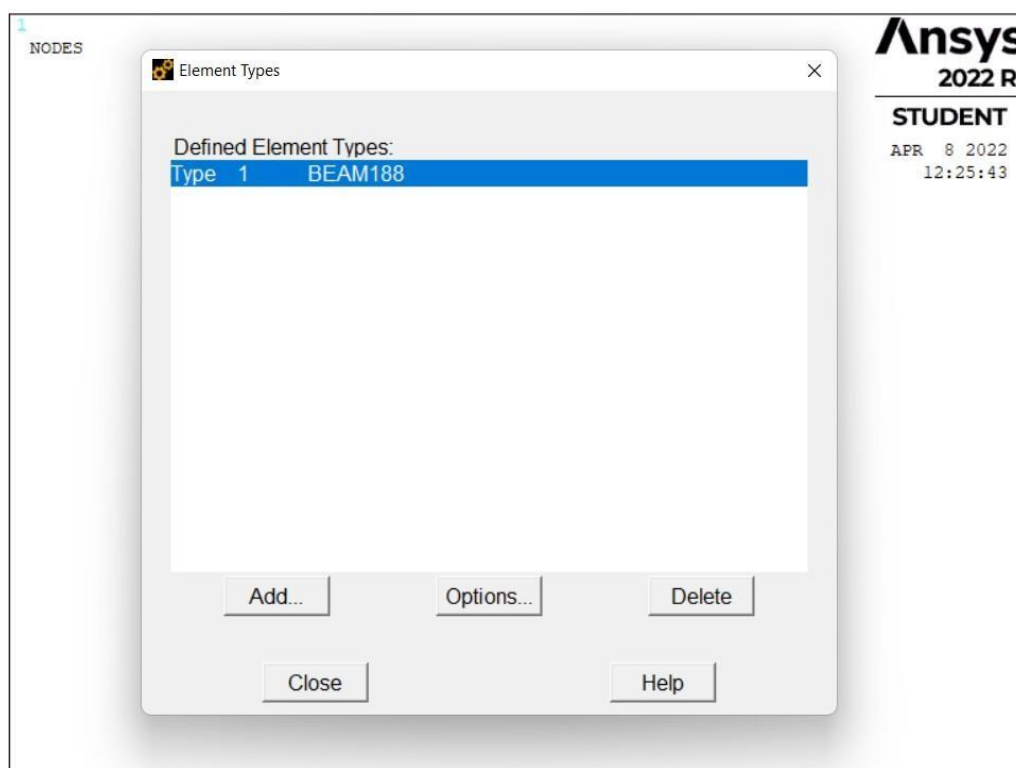 1
NODES
Ansys
2022 R
STUDENT
APR 8 2022
12:25:43
Element Types
Defined Element Types:
Type 1 BEAM188
Add... Options... Delete
Close Help